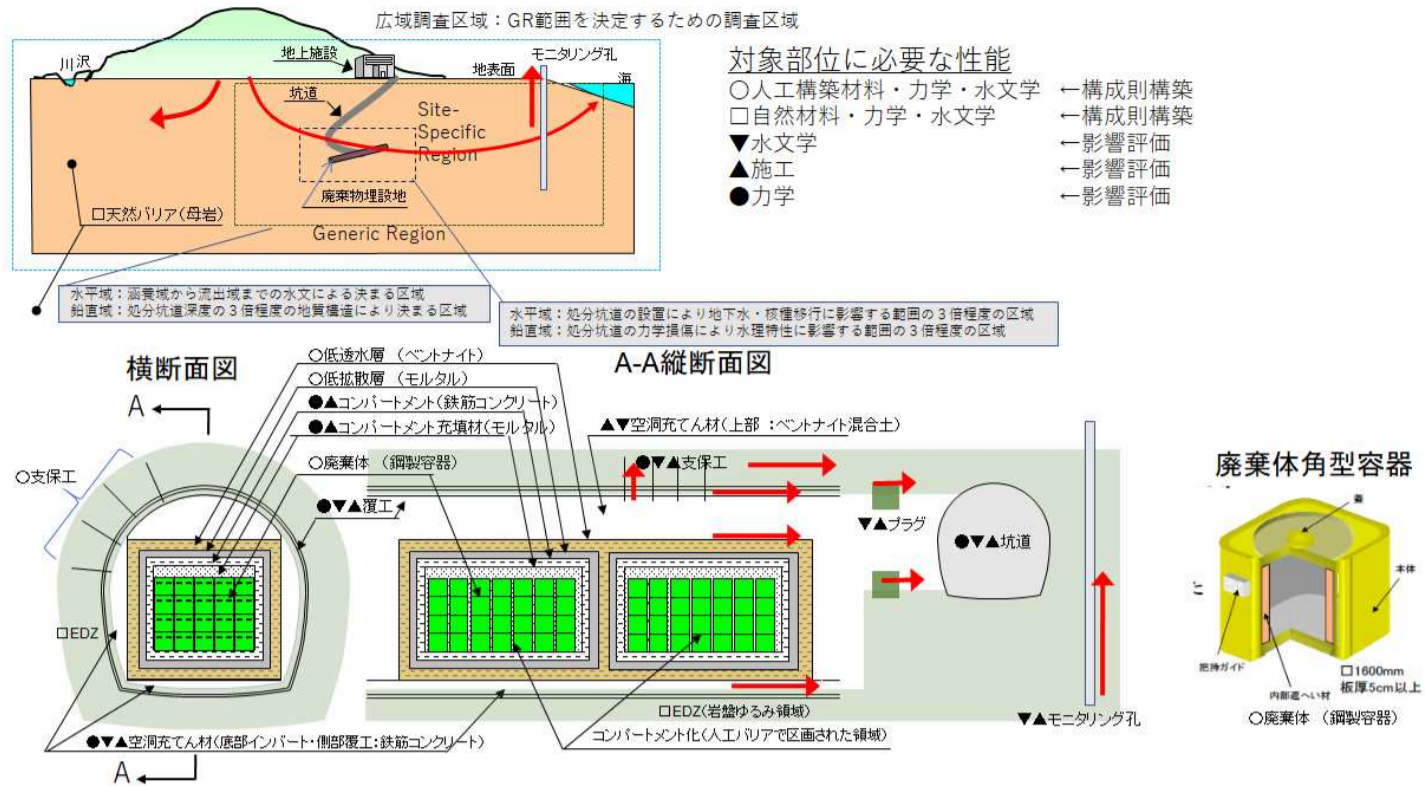 広域調査区域：GR範囲を決定するための調査区域
川 沢
地上施設
地表面
モニタリング孔
海
坑道
Site-
Specific
Region
廃棄物埋設地
□天然バリア(母岩)
Generic Region
水平域：涵養域から流出域までの水文による決まる区域
鉛直域：処分坑道深度の３倍程度の地質構造により決まる区域
水平域：処分坑道の設置により地下水・核種移行に影響する範囲の３倍程度の区域
鉛直域：処分坑道の力学損傷により水理特性に影響する範囲の３倍程度の区域
対象部位に必要な性能
○人工構築材料・力学・水文学 ←構成則構築
□自然材料・力学・水文学 ←構成則構築
▼水文学 ←影響評価
▲施工 ←影響評価
●力学 ←影響評価
横断面図
A-A縦断面図
A
○低透水層 (ベントナイト)
○低拡散層 (モルタル)
●▲コンパートメント(鉄筋コンクリート)
●▲コンパートメント充填材(モルタル)
○廃棄体 (鋼製容器)
●▼▲覆工
▲▼空洞充てん材(上部：ベントナイト混合土)
●▼▲支保工
○支保工
▼▲プラグ
●▼▲坑道
□EDZ
□EDZ(岩盤ゆるみ領域)
コンパートメント化(人工バリアで区画された領域)
▼▲モニタリング孔
●▼▲空洞充てん材(底部インバート・側部覆工：鉄筋コンクリート)
A
廃棄体角型容器
蓋
本体
把持ガイド
内部遮へい材
□1600mm
板厚5cm以上
○廃棄体 (鋼製容器)